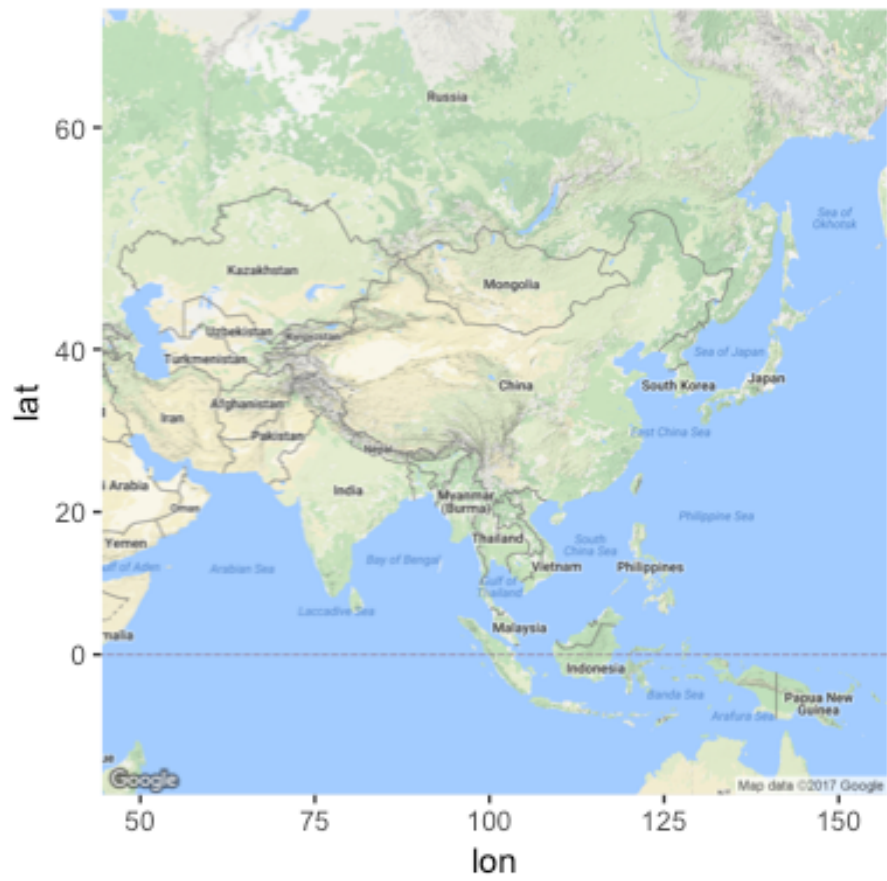 Russia
60
Sea of
Okhotsk
Kazakhstan
Mongolia
Uzbekistan
Kyrgyzstan
40
Turkmenistan
Sea of Japan
China
South Korea
Japan
Afghanistan
lat
Iran
Pakistan
East China Sea
Nepal
i Arabia
India
Myanmar
(Burma)
Oman
20
Philippine Sea
Thailand
South
China Sea
Yemen
ulf of Aden
Arabian Sea
Bay of Bengal
Vietnam
Philippines
Gulf of
Thailand
Laccadive Sea
malia
Malaysia
0
Indonesia
Banda Sea
Papua New
Guinea
Arafura Sea
ue
Google
Map data ©2017 Google
50
75
100
125
150
lon